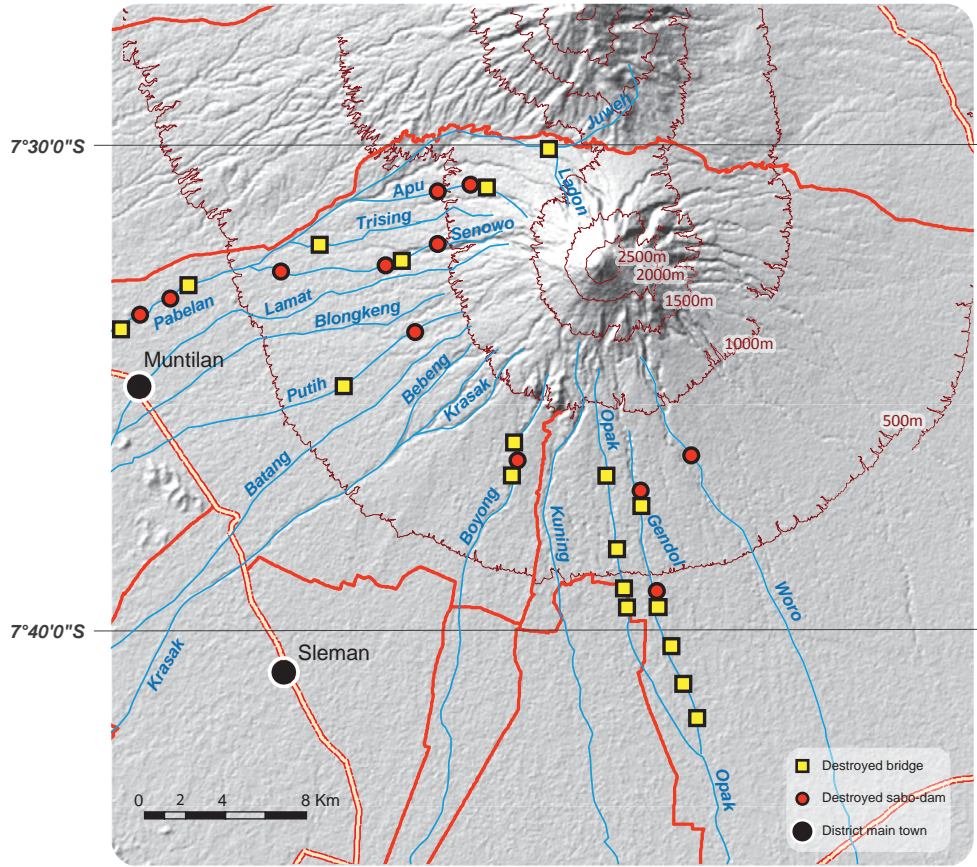 Juweh
7°30'0"S
Ladon
Apu
Trising
Senowo
2500m
2000m
1500m
Pabelan
Lamat
Blongkeng
1000m
Muntilan
Putih
Bebeng
Krasak
Opak
500m
Batang
Boyong
Kuning
Gendol
Woro
7°40'0"S
Krasak
Sleman
Opak
0 2 4 8 Km
Destroyed bridge
Destroyed sabo-dam
District main town